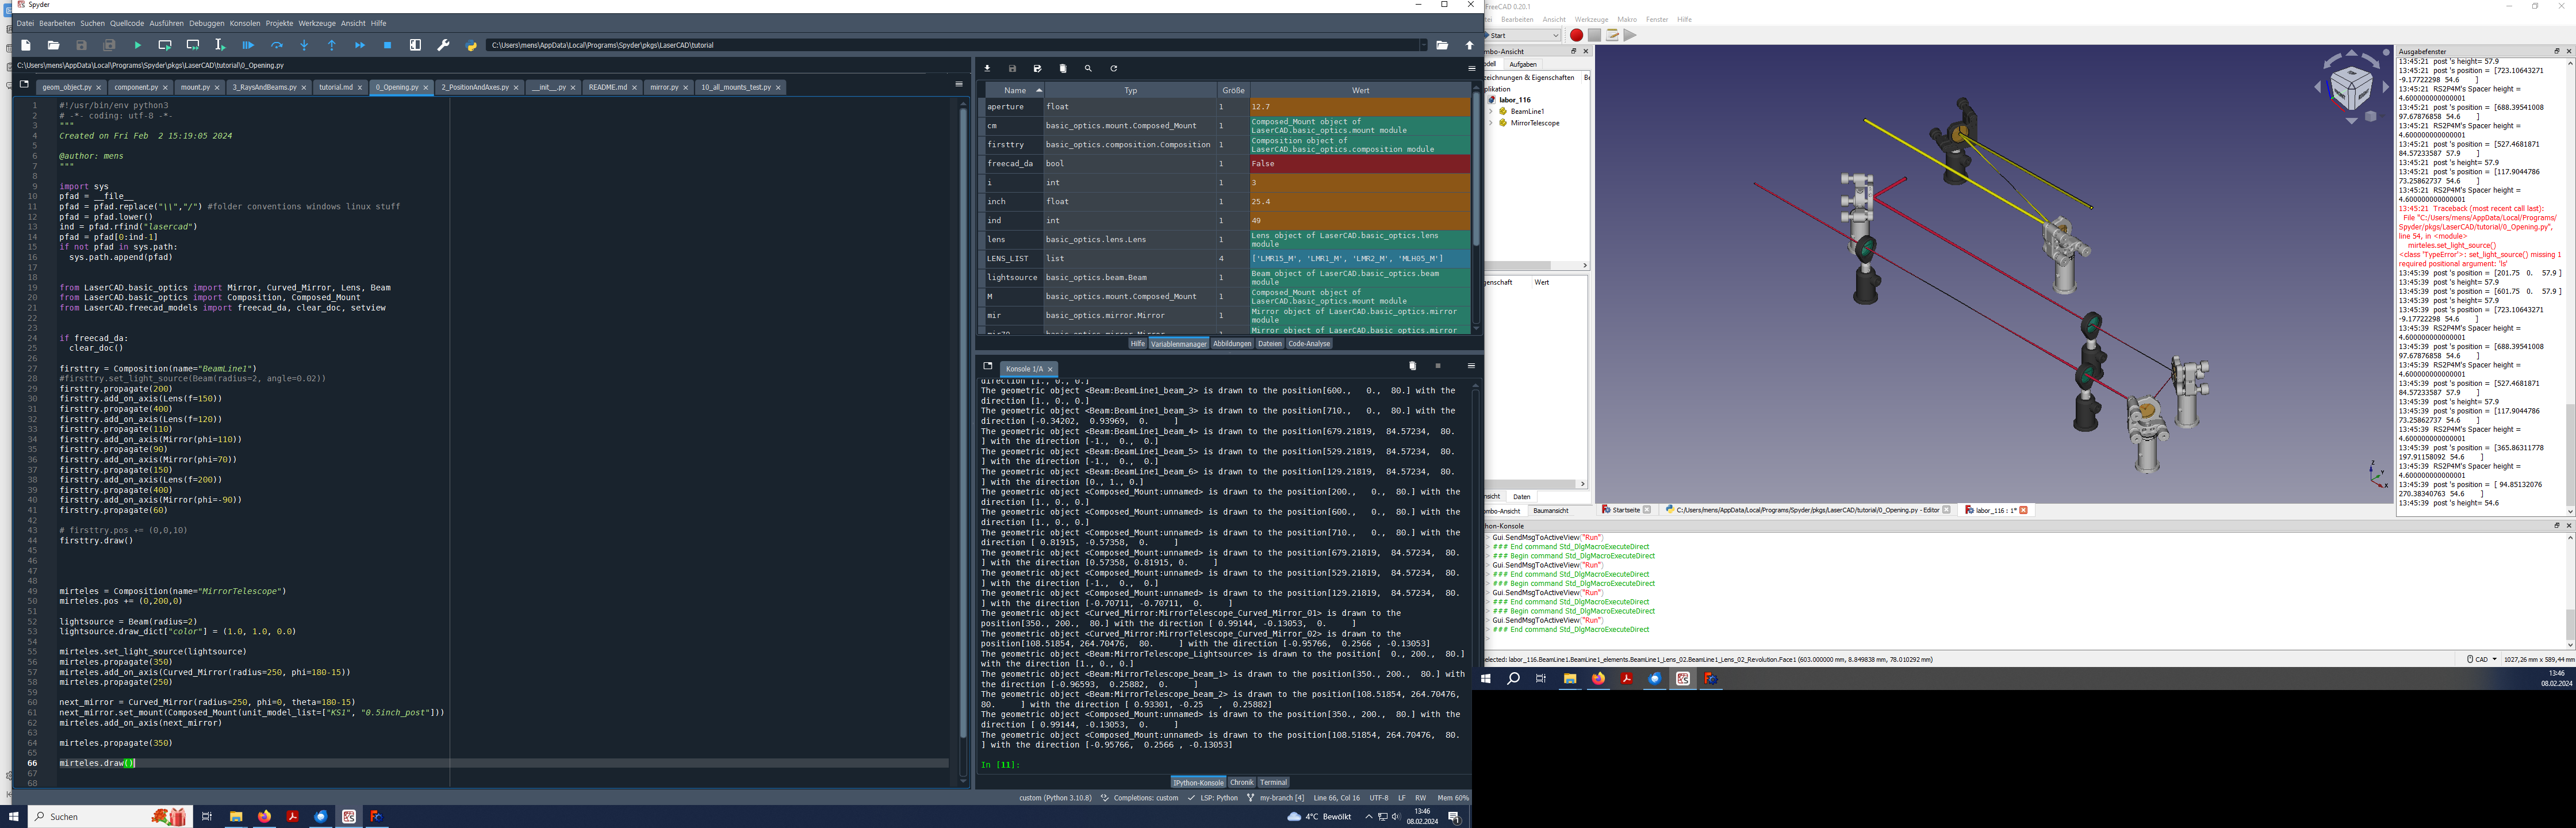 Spyder
Datei Bearbeiten Suchen Quellcode Ausführen Debuggen Konsolen Projekte Werkzeuge Ansicht Hilfe
C:\Users\mens\AppData\Local\Programs\Spyder\pkgs\LaserCAD\tutorial
C:\Users\mens\AppData\Local\Programs\Spyder\pkgs\LaserCAD\tutorial\0_Opening.py
geom_object.py component.py mount.py 3_RaysAndBeams.py tutorial.md 0_Opening.py 2_PositionAndAxes.py __init__.py README.md mirror.py 10_all_mounts_test.py
1 #!/usr/bin/env python3
2 # -*- coding: utf-8 -*-
3 """
4 Created on Fri Feb  2 15:19:05 2024
5
6 @author: mens
7 """
8
9 import sys
10 pfad = __file__
11 pfad = pfad.replace("\\","/") #folder conventions windows linux stuff
12 pfad = pfad.lower()
13 ind = pfad.rfind("lasercad")
14 pfad = pfad[0:ind-1]
15 if not pfad in sys.path:
16   sys.path.append(pfad)
17
18
19 from LaserCAD.basic_optics import Mirror, Curved_Mirror, Lens, Beam
20 from LaserCAD.basic_optics import Composition, Composed_Mount
21 from LaserCAD.freecad_models import freecad_da, clear_doc, setview
22
23
24 if freecad_da:
25   clear_doc()
26
27 firsttry = Composition(name="BeamLine1")
28 #firsttry.set_light_source(Beam(radius=2, angle=0.02))
29 firsttry.propagate(200)
30 firsttry.add_on_axis(Lens(f=150))
31 firsttry.propagate(400)
32 firsttry.add_on_axis(Lens(f=120))
33 firsttry.propagate(110)
34 firsttry.add_on_axis(Mirror(phi=110))
35 firsttry.propagate(90)
36 firsttry.add_on_axis(Mirror(phi=70))
37 firsttry.propagate(150)
38 firsttry.add_on_axis(Lens(f=200))
39 firsttry.propagate(400)
40 firsttry.add_on_axis(Mirror(phi=-90))
41 firsttry.propagate(60)
42
43 # firsttry.pos += (0,0,10)
44 firsttry.draw()
45
46
47
48
49 mirteles = Composition(name="MirrorTelescope")
50 mirteles.pos += (0,200,0)
51
52 lightsource = Beam(radius=2)
53 lightsource.draw_dict["color"] = (1.0, 1.0, 0.0)
54
55 mirteles.set_light_source(lightsource)
56 mirteles.propagate(350)
57 mirteles.add_on_axis(Curved_Mirror(radius=250, phi=180-15))
58 mirteles.propagate(250)
59
60 next_mirror = Curved_Mirror(radius=250, phi=0, theta=180-15)
61 next_mirror.set_mount(Composed_Mount(unit_model_list=["KS1", "0.5inch_post"]))
62 mirteles.add_on_axis(next_mirror)
63
64 mirteles.propagate(350)
65
66 mirteles.draw()
67
68
Name Typ Größe Wert
aperture float 1 12.7
cm basic_optics.mount.Composed_Mount 1 Composed_Mount object of
LaserCAD.basic_optics.mount module
firsttry basic_optics.composition.Composition 1 Composition object of
LaserCAD.basic_optics.composition module
freecad_da bool 1 False
i int 1 3
inch float 1 25.4
ind int 1 49
lens basic_optics.lens.Lens 1 Lens object of LaserCAD.basic_optics.lens
module
LENS_LIST list 4 ['LMR15_M', 'LMR1_M', 'LMR2_M', 'MLH05_M']
lightsource basic_optics.beam.Beam 1 Beam object of LaserCAD.basic_optics.beam
module
M basic_optics.mount.Composed_Mount 1 Composed_Mount object of
LaserCAD.basic_optics.mount module
mir basic_optics.mirror.Mirror 1 Mirror object of LaserCAD.basic_optics.mirror
module
Hilfe Variablenmanager Abbildungen Dateien Code-Analyse
Konsole 1/A
direction [1., 0., 0.]
The geometric object <Beam:BeamLine1_beam_2> is drawn to the position[600.,   0.,  80.] with the
direction [1., 0., 0.]
The geometric object <Beam:BeamLine1_beam_3> is drawn to the position[710.,   0.,  80.] with the
direction [-0.34202,  0.93969,  0.     ]
The geometric object <Beam:BeamLine1_beam_4> is drawn to the position[679.21819,  84.57234,  80.
] with the direction [-1.,  0.,  0.]
The geometric object <Beam:BeamLine1_beam_5> is drawn to the position[529.21819,  84.57234,  80.
] with the direction [-1.,  0.,  0.]
The geometric object <Beam:BeamLine1_beam_6> is drawn to the position[129.21819,  84.57234,  80.
] with the direction [0., 1., 0.]
The geometric object <Composed_Mount:unnamed> is drawn to the position[200.,   0.,  80.] with the
direction [1., 0., 0.]
The geometric object <Composed_Mount:unnamed> is drawn to the position[600.,   0.,  80.] with the
direction [1., 0., 0.]
The geometric object <Composed_Mount:unnamed> is drawn to the position[710.,   0.,  80.] with the
direction [ 0.81915, -0.57358,  0.     ]
The geometric object <Composed_Mount:unnamed> is drawn to the position[679.21819,  84.57234,  80.
] with the direction [0.57358, 0.81915, 0.     ]
The geometric object <Composed_Mount:unnamed> is drawn to the position[529.21819,  84.57234,  80.
] with the direction [-1.,  0.,  0.]
The geometric object <Composed_Mount:unnamed> is drawn to the position[129.21819,  84.57234,  80.
] with the direction [-0.70711, -0.70711,  0.     ]
The geometric object <Curved_Mirror:MirrorTelescope_Curved_Mirror_01> is drawn to the
position[350., 200.,  80.] with the direction [ 0.99144, -0.13053,  0.     ]
The geometric object <Curved_Mirror:MirrorTelescope_Curved_Mirror_02> is drawn to the
position[108.51854, 264.70476,  80.     ] with the direction [-0.95766,  0.2566 , -0.13053]
The geometric object <Beam:MirrorTelescope_Lightsource> is drawn to the position[  0., 200.,  80.]
with the direction [1., 0., 0.]
The geometric object <Beam:MirrorTelescope_beam_1> is drawn to the position[350., 200.,  80.] with
the direction [-0.96593,  0.25882,  0.     ]
The geometric object <Beam:MirrorTelescope_beam_2> is drawn to the position[108.51854, 264.70476,
80.     ] with the direction [ 0.93301, -0.25   ,  0.25882]
The geometric object <Composed_Mount:unnamed> is drawn to the position[350., 200.,  80.] with the
direction [ 0.99144, -0.13053,  0.     ]
The geometric object <Composed_Mount:unnamed> is drawn to the position[108.51854, 264.70476,  80.
] with the direction [-0.95766,  0.2566 , -0.13053]
In [11]:
IPython-Konsole Chronik Terminal
custom (Python 3.10.8) Completions: custom LSP: Python my-branch [4] Line 66, Col 16 UTF-8 LF RW Mem 60%
Suchen
4°C Bewölkt 13:46
08.02.2024
FreeCAD 0.20.1
Bearbeiten Ansicht Werkzeuge Makro Fenster Hilfe
Start
mbo-Ansicht
dell Aufgaben
zeichnungen & Eigenschaften
plikation
labor_116
BeamLine1
MirrorTelescope
genschaft Wert
nsicht Daten
ombo-Ansicht Baumansicht
Startseite C:/Users/mens/AppData/Local/Programs/Spyder/pkgs/LaserCAD/tutorial/0_Opening.py - Editor labor_116 : 1*
Ausgabefenster
13:45:21 post 's height= 57.9
13:45:21 post 's position = [723.10643271
-9.17722298 54.6 ]
13:45:21 RS2P4M's Spacer height =
4.600000000000001
13:45:21 post 's position = [688.39541008
97.67876858 54.6 ]
13:45:21 RS2P4M's Spacer height =
4.600000000000001
13:45:21 post 's position = [527.4681871
84.57233587 57.9 ]
13:45:21 post 's height= 57.9
13:45:21 post 's position = [117.9044786
73.25862737 54.6 ]
13:45:21 RS2P4M's Spacer height =
4.600000000000001
13:45:21 Traceback (most recent call last):
File "C:/Users/mens/AppData/Local/Programs/
Spyder/pkgs/LaserCAD/tutorial/0_Opening.py",
line 54, in <module>
mirteles.set_light_source()
<class 'TypeError'>: set_light_source() missing 1
required positional argument: 'ls'
13:45:39 post 's position = [201.75 0. 57.9 ]
13:45:39 post 's height= 57.9
13:45:39 post 's position = [601.75 0. 57.9 ]
13:45:39 post 's height= 57.9
13:45:39 post 's position = [723.10643271
-9.17722298 54.6 ]
13:45:39 RS2P4M's Spacer height =
4.600000000000001
13:45:39 post 's position = [688.39541008
97.67876858 54.6 ]
13:45:39 RS2P4M's Spacer height =
4.600000000000001
13:45:39 post 's position = [527.4681871
84.57233587 57.9 ]
13:45:39 post 's height= 57.9
13:45:39 post 's position = [117.9044786
73.25862737 54.6 ]
13:45:39 RS2P4M's Spacer height =
4.600000000000001
13:45:39 post 's position = [365.86311778
197.91158092 54.6 ]
13:45:39 RS2P4M's Spacer height =
4.600000000000001
13:45:39 post 's position = [ 94.85132076
270.38340763 54.6 ]
13:45:39 post 's height= 54.6
thon-Konsole
Gui.SendMsgToActiveView("Run")
### End command Std_DlgMacroExecuteDirect
### Begin command Std_DlgMacroExecuteDirect
Gui.SendMsgToActiveView("Run")
### End command Std_DlgMacroExecuteDirect
### Begin command Std_DlgMacroExecuteDirect
Gui.SendMsgToActiveView("Run")
### End command Std_DlgMacroExecuteDirect
### Begin command Std_DlgMacroExecuteDirect
Gui.SendMsgToActiveView("Run")
### End command Std_DlgMacroExecuteDirect
elected: labor_116.BeamLine1.BeamLine1_elements.BeamLine1_Lens_02.BeamLine1_Lens_02_Revolution.Face1 (603.000000 mm, 8.849838 mm, 78.010292 mm)
CAD 1027,26 mm x 589,44 mm
13:46
08.02.2024